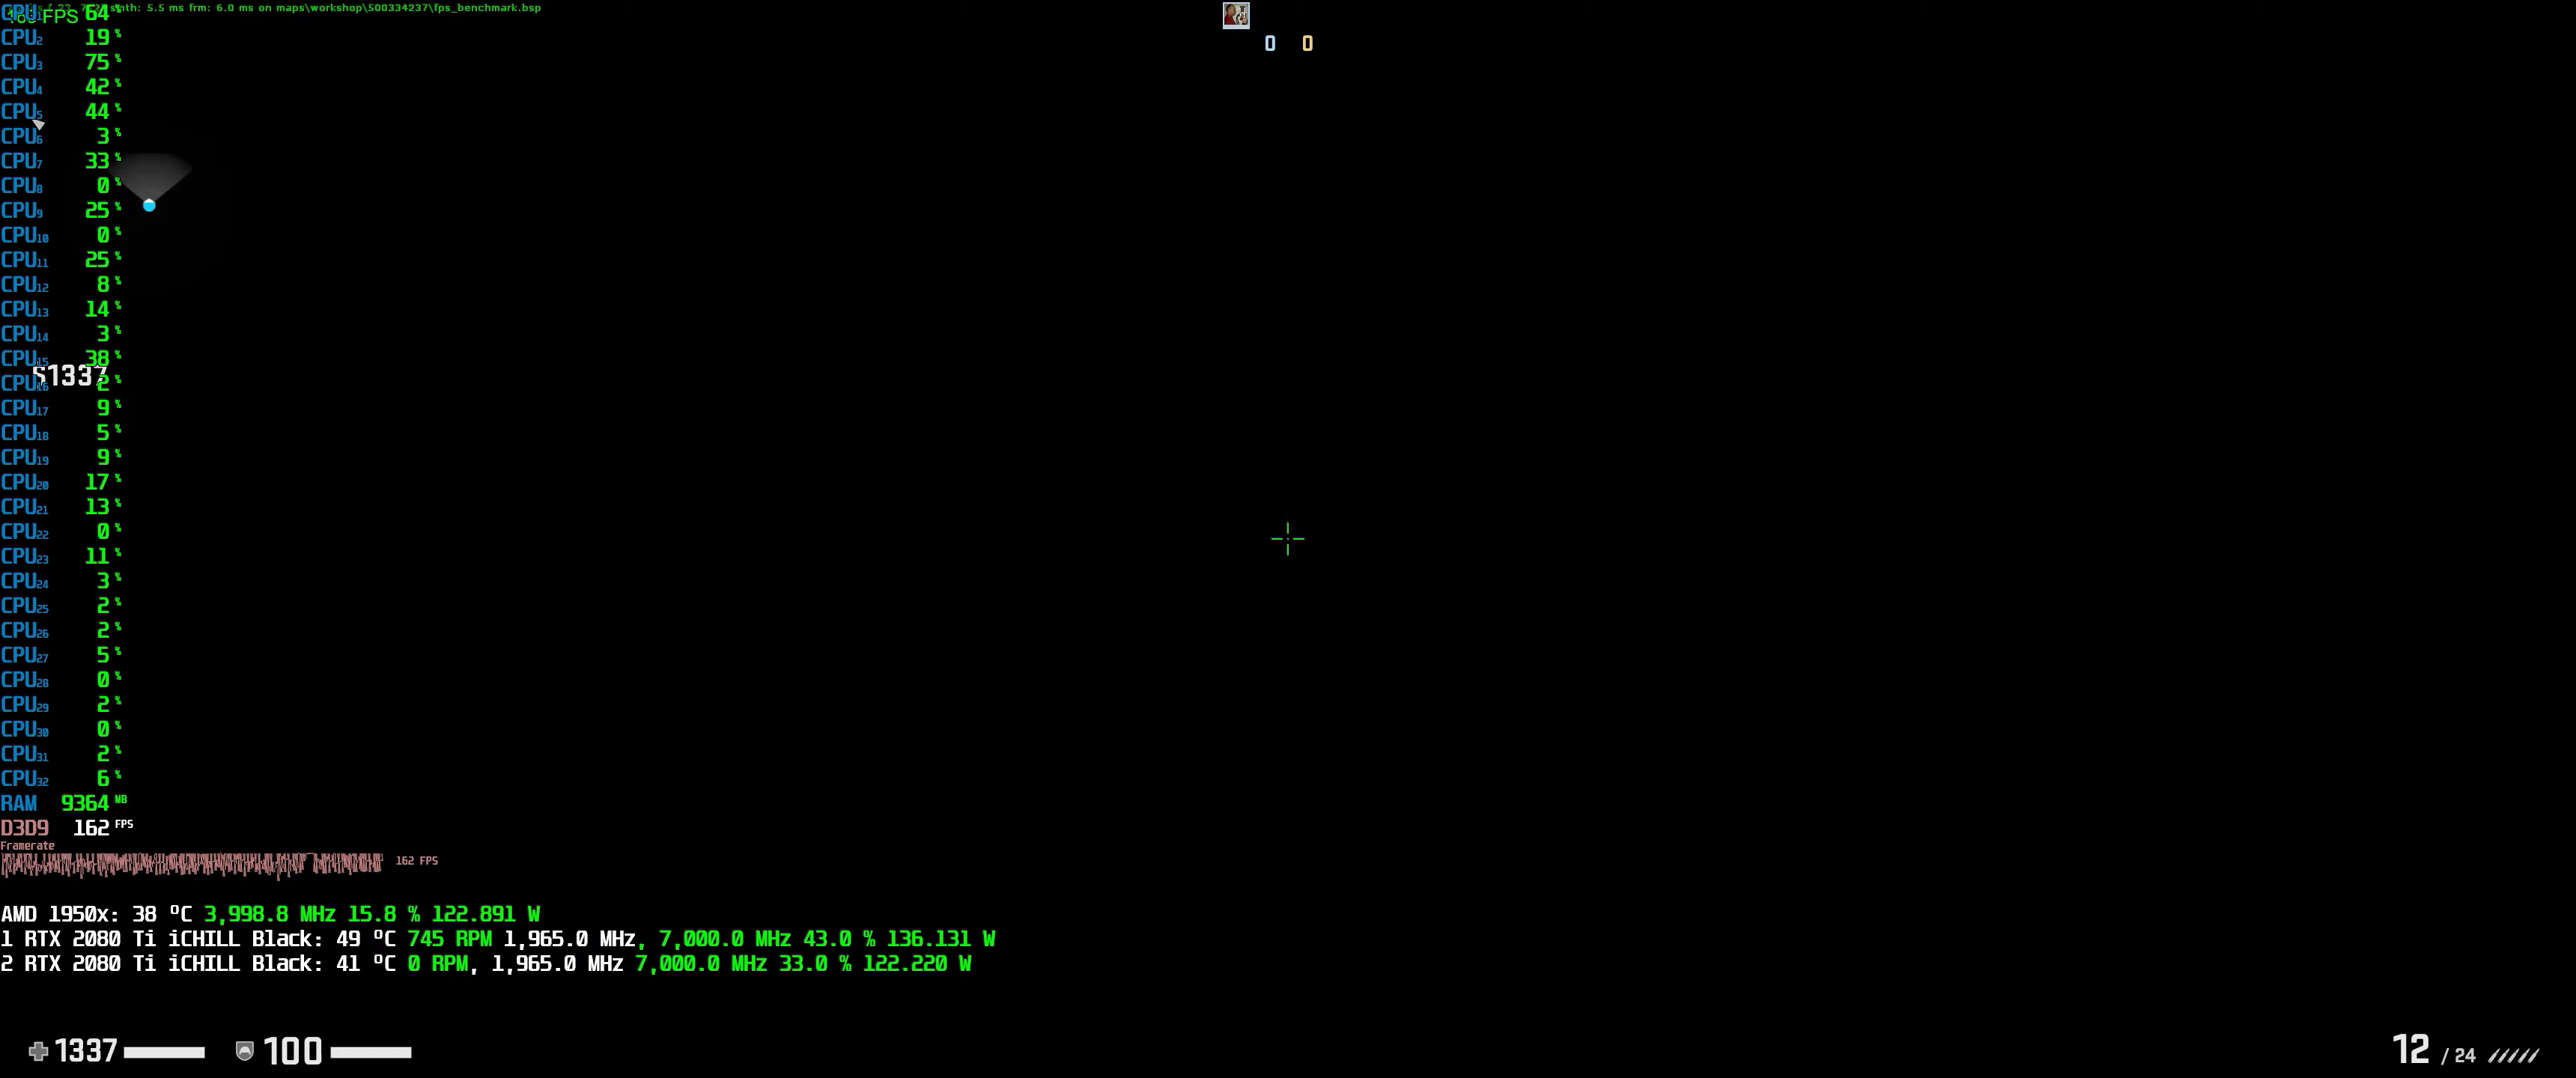 FPS 5.5 ms frm: 6.0 ms on maps\workshop\500334237\fps_benchmark.bsp
64 %
0 0
CPU2 19 %
CPU3 75 %
CPU4 42 %
CPU5 44 %
CPU6 3 %
CPU7 33 %
CPU8 0 %
CPU9 25 %
CPU10 0 %
CPU11 25 %
CPU12 8 %
CPU13 14 %
CPU14 3 %
CPU15 38 %
$1337
CPU16 2 %
CPU17 9 %
CPU18 5 %
CPU19 9 %
CPU20 17 %
CPU21 13 %
CPU22 0 %
CPU23 11 %
CPU24 3 %
CPU25 2 %
CPU26 2 %
CPU27 5 %
CPU28 0 %
CPU29 2 %
CPU30 0 %
CPU31 2 %
CPU32 6 %
RAM 9364 MB
D3D9 162 FPS
Framerate
162 FPS
AMD 1950x: 38 ºC 3,998.8 MHz 15.8 % 122.891 W
1 RTX 2080 Ti iCHILL Black: 49 ºC 745 RPM 1,965.0 MHz, 7,000.0 MHz 43.0 % 136.131 W
2 RTX 2080 Ti iCHILL Black: 41 ºC 0 RPM, 1,965.0 MHz 7,000.0 MHz 33.0 % 122.220 W
1337 100 12 / 24